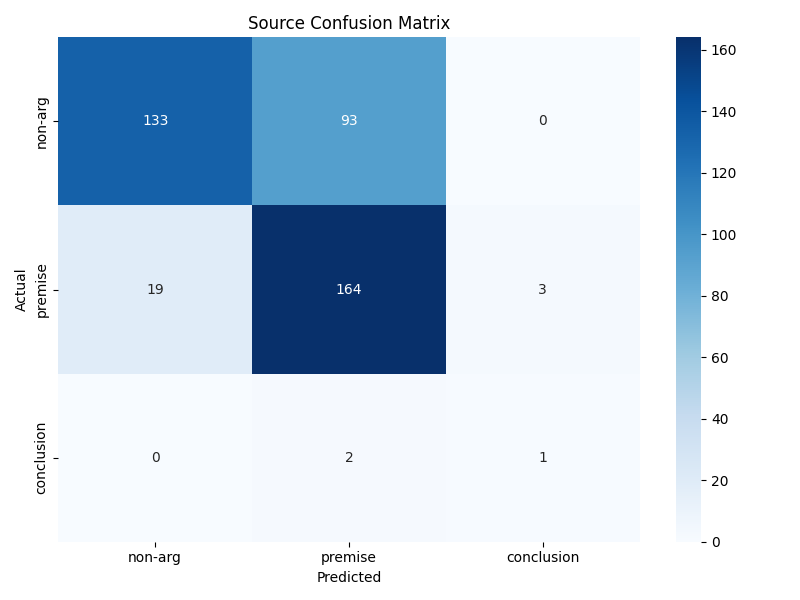 Source Confusion Matrix
non-arg
133
93
0
premise
19
164
3
conclusion
0
2
1
Actual
non-arg
premise
conclusion
Predicted
160
140
120
100
80
60
40
20
0